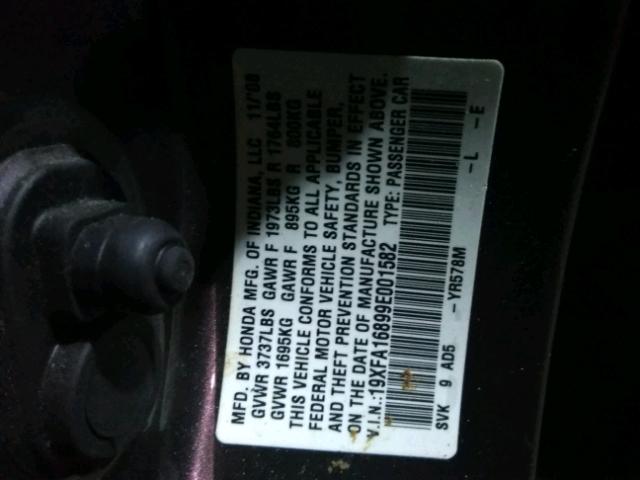 MFD. BY HONDA MFG. OF INDIANA, LLC 11/08
GVWR 3737LBS GAWR F 1973LBS R 1764LBS
GVWR 1695KG GAWR F 895KG R 800KG
THIS VEHICLE CONFORMS TO ALL APPLICABLE
FEDERAL MOTOR VEHICLE SAFETY, BUMPER,
AND THEFT PREVENTION STANDARDS IN EFFECT
ON THE DATE OF MANUFACTURE SHOWN ABOVE.
V.I.N.:19XFA16899E001582 TYPE: PASSENGER CAR
SVK 9 AD5 - YR578M - L - E